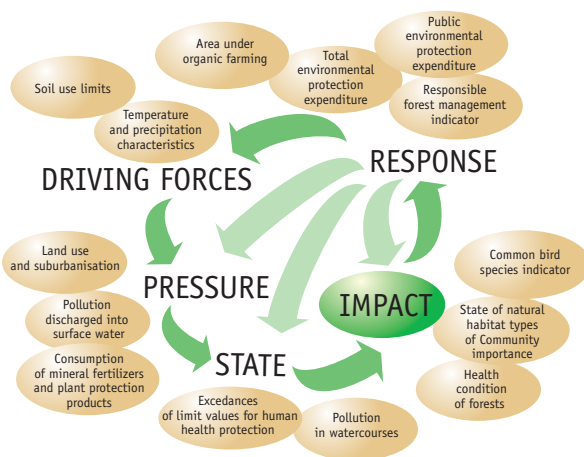 Public
environmental
protection
expenditure
Area under
organic farming
Total
environmental
protection
expenditure
Soil use limits
Responsible
forest management
indicator
Temperature
and precipitation
characteristics
RESPONSE
DRIVING FORCES
Land use
and suburbanisation
Common bird
species indicator
PRESSURE
IMPACT
Pollution
discharged into
surface water
State of natural
habitat types
of Community
importance
Consumption
of mineral fertilizers
and plant protection
products
STATE
Health
condition
of forests
Excedances
of limit values for human
health protection
Pollution
in watercourses